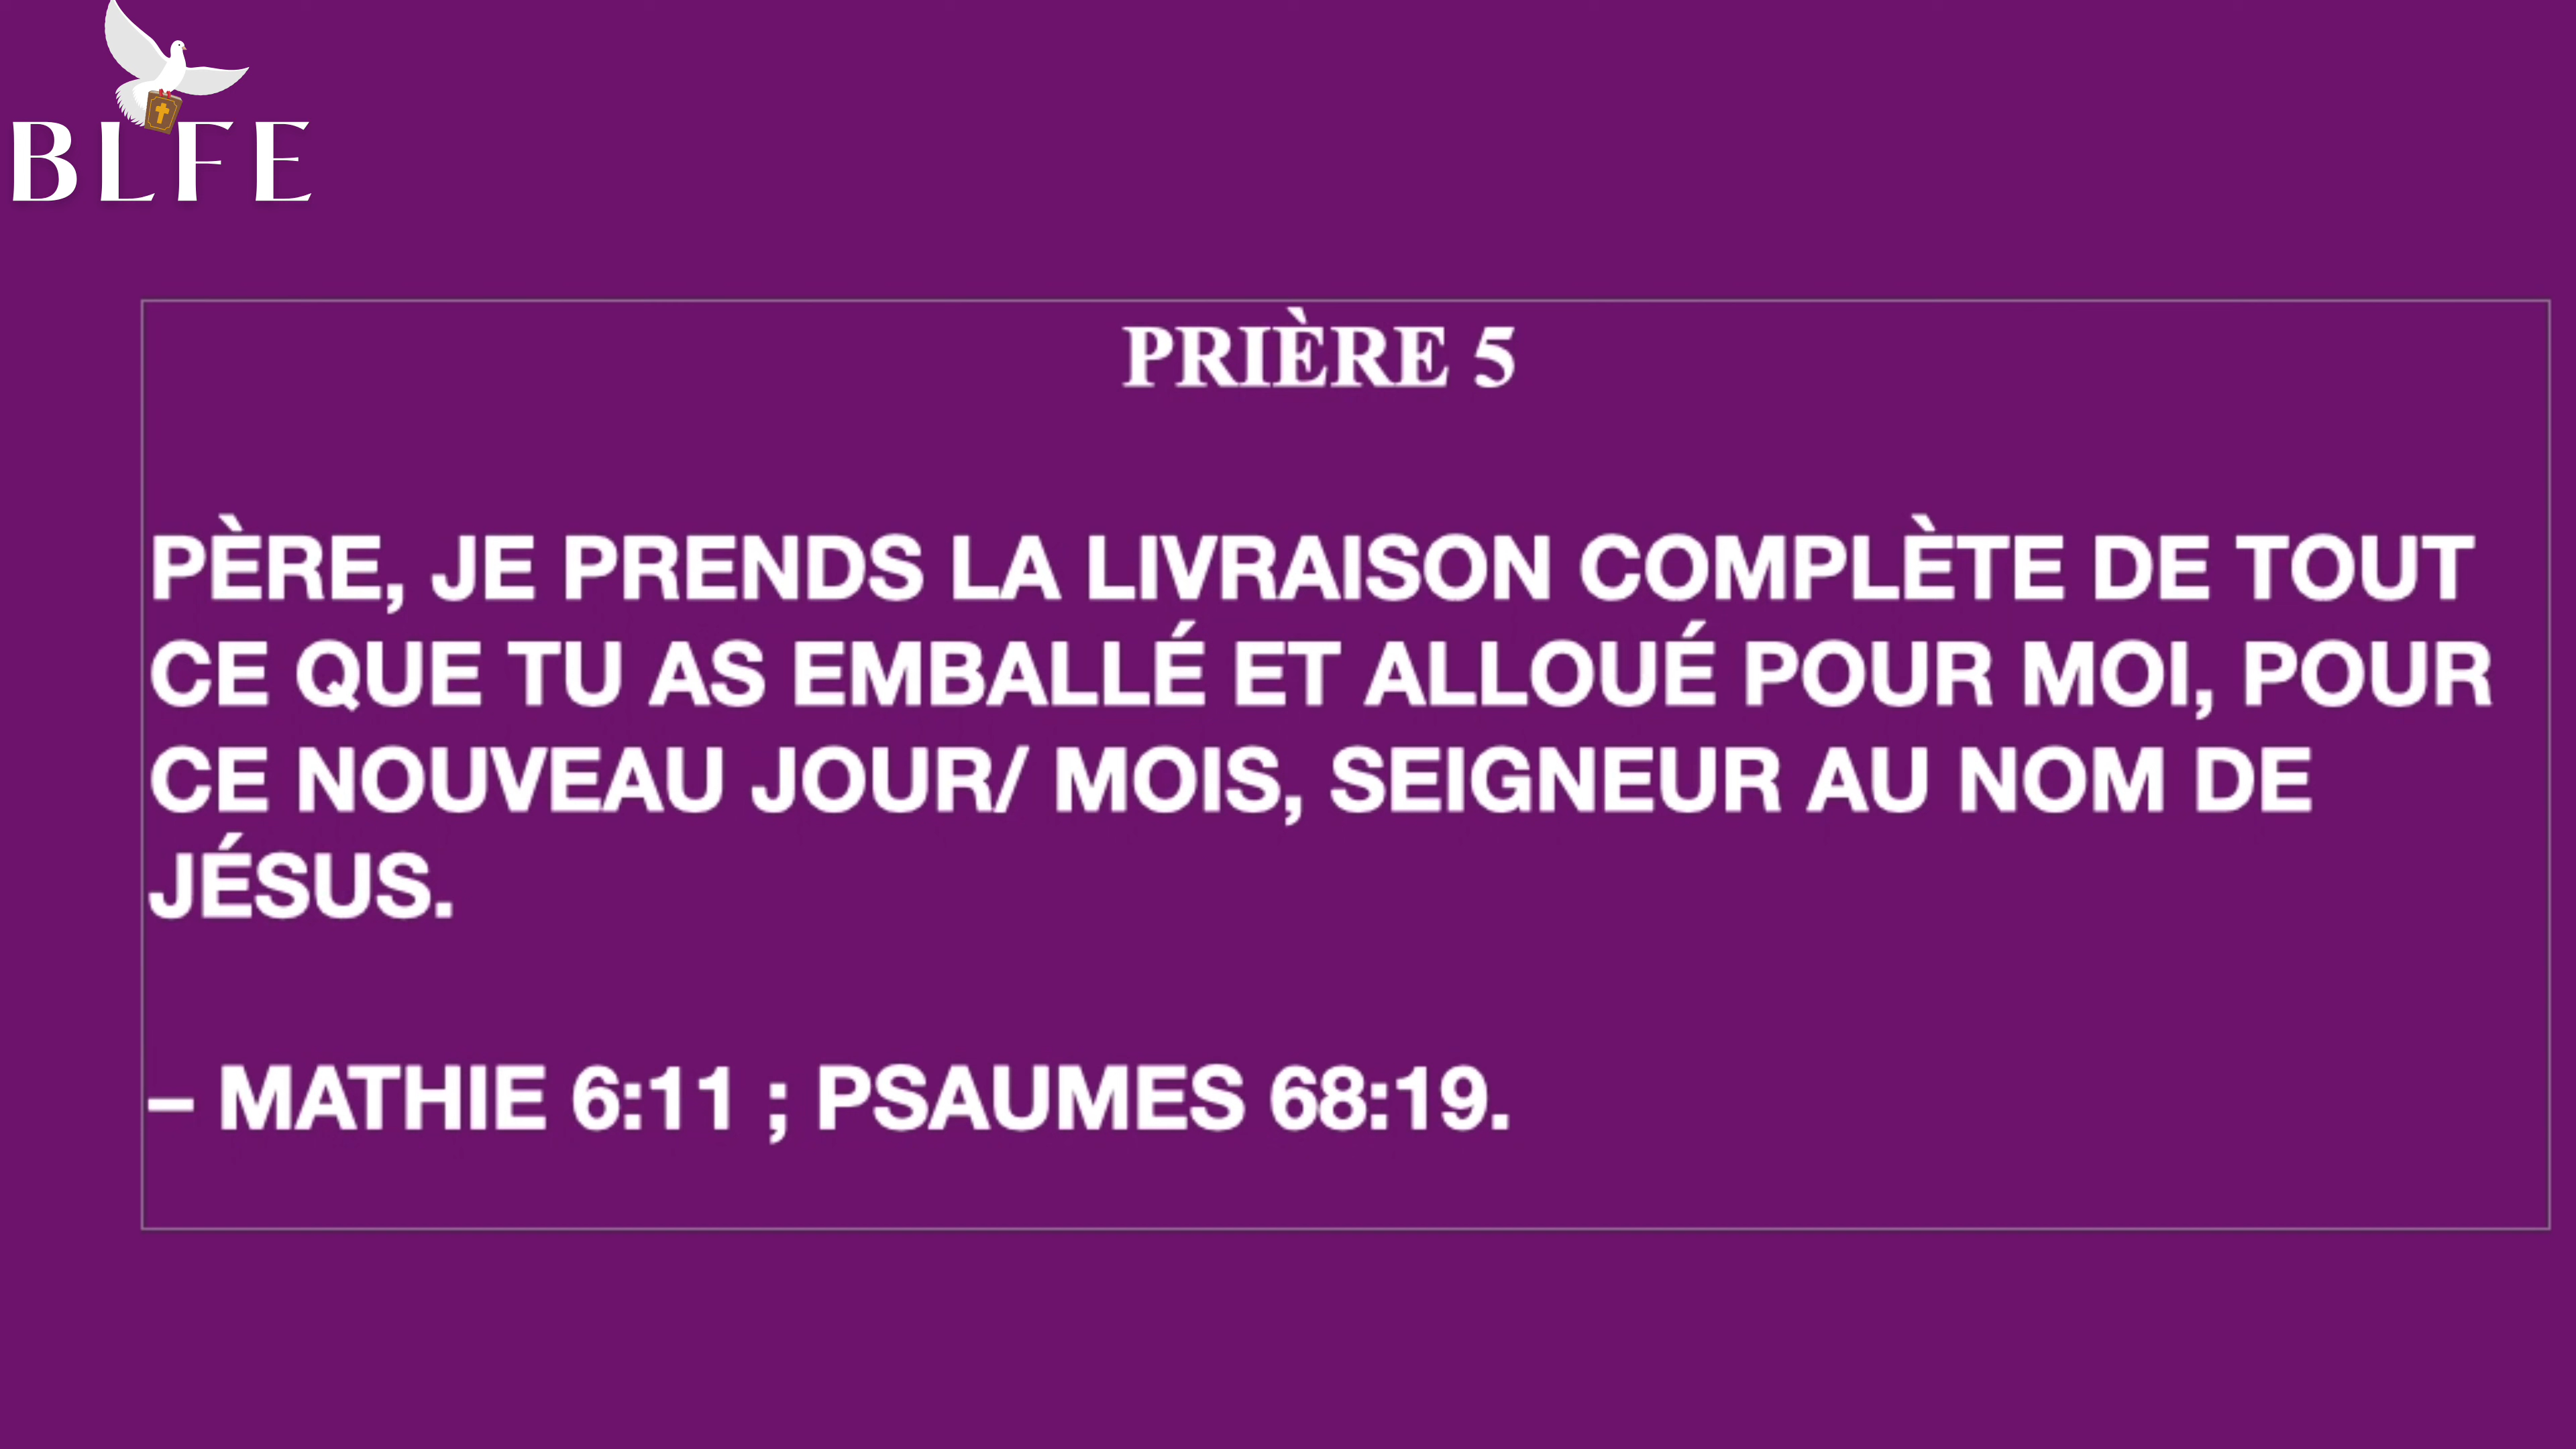 BLFE
PRIÈRE 5
PÈRE, JE PRENDS LA LIVRAISON COMPLÈTE DE TOUT
CE QUE TU AS EMBALLÉ ET ALLOUÉ POUR MOI, POUR
CE NOUVEAU JOUR/ MOIS, SEIGNEUR AU NOM DE
JÉSUS.
– MATHIE 6:11 ; PSAUMES 68:19.